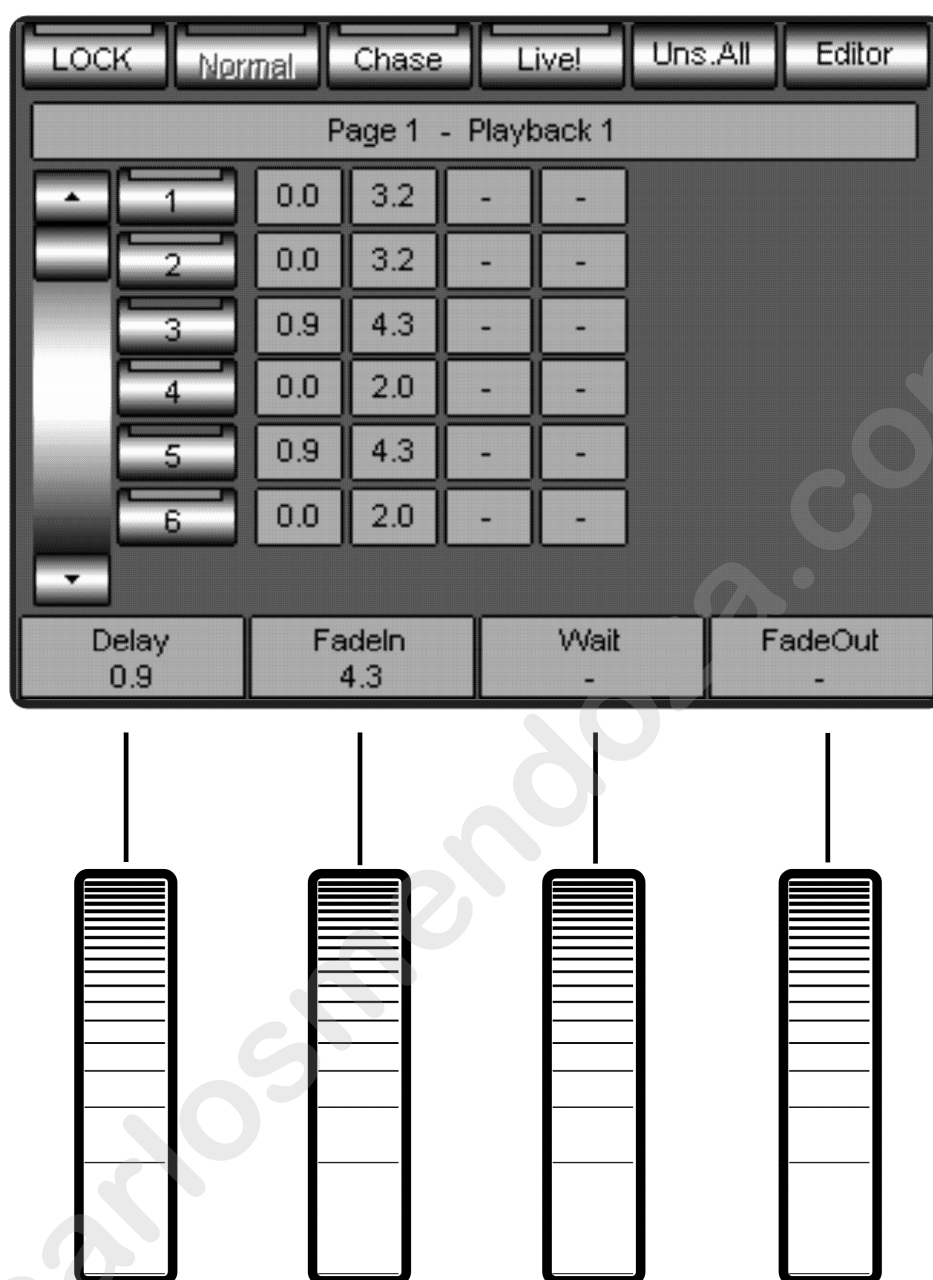 LOCK Normal Chase Live! Uns.All Editor
Page 1 - Playback 1
1 0.0 3.2 - -
2 0.0 3.2 - -
3 0.9 4.3 - -
4 0.0 2.0 - -
5 0.9 4.3 - -
6 0.0 2.0 - -
Delay FadeIn Wait FadeOut
0.9 4.3 - -
carlosmendoza.com